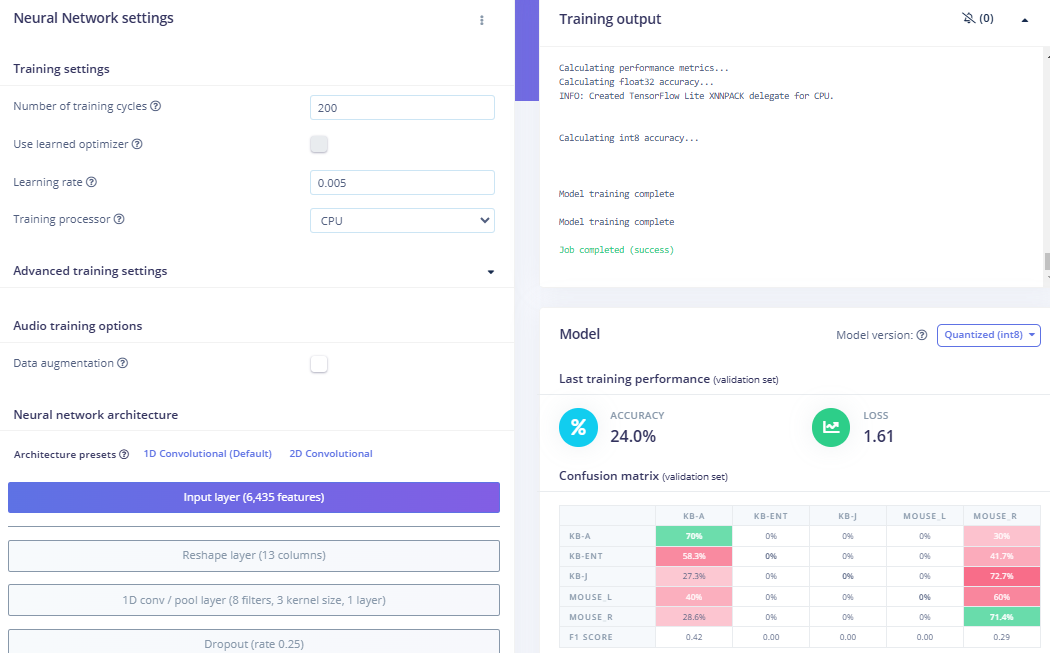 Neural Network settings
Training settings
Number of training cycles
200
Use learned optimizer
Learning rate
0.005
Training processor
CPU
Advanced training settings
Audio training options
Data augmentation
Neural network architecture
Architecture presets 1D Convolutional (Default) 2D Convolutional
Input layer (6,435 features)
Reshape layer (13 columns)
1D conv / pool layer (8 filters, 3 kernel size, 1 layer)
Dropout (rate 0.25)
Training output
(0)
Calculating performance metrics...
Calculating float32 accuracy...
INFO: Created TensorFlow Lite XNNPACK delegate for CPU.
Calculating int8 accuracy...
Model training complete
Model training complete
Job completed (success)
Model
Model version: Quantized (int8)
Last training performance (validation set)
% ACCURACY
24.0%
LOSS
1.61
Confusion matrix (validation set)
KB-A KB-ENT KB-J MOUSE_L MOUSE_R
KB-A 70% 0% 0% 0% 30%
KB-ENT 58.3% 0% 0% 0% 41.7%
KB-J 27.3% 0% 0% 0% 72.7%
MOUSE_L 40% 0% 0% 0% 60%
MOUSE_R 28.6% 0% 0% 0% 71.4%
F1 SCORE 0.42 0.00 0.00 0.00 0.29